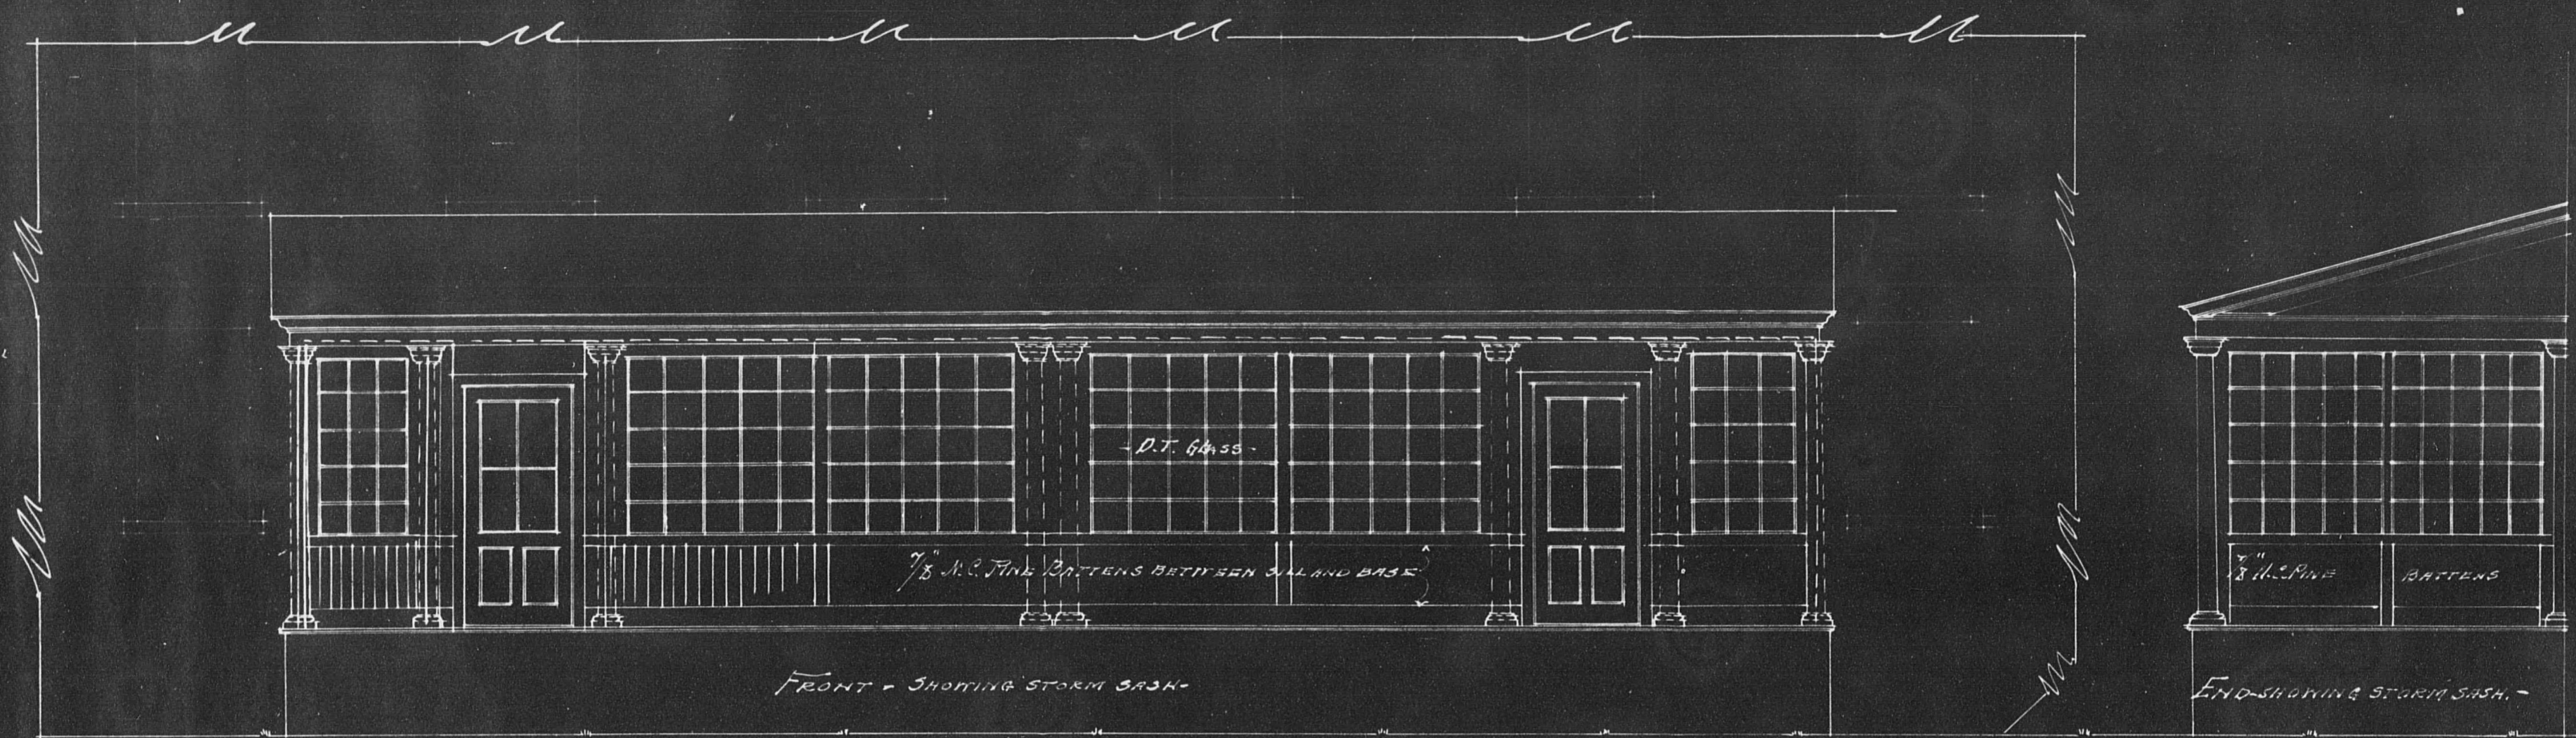 - D.T. GLASS -
7/8" N.C. PINE BATTENS BETWEEN SILL AND BASE
7/8" N.C. PINE BATTENS
FRONT - SHOWING STORM SASH -
END - SHOWING STORM SASH. -